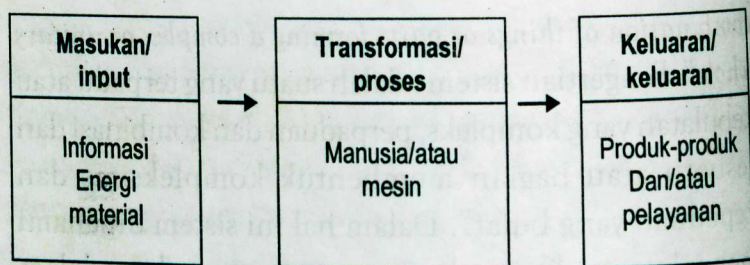 Masukan/
input
Informasi
Energi
material
Transformasi/
proses
Manusia/atau
mesin
Keluaran/
keluaran
Produk-produk
Dan/atau
pelayanan